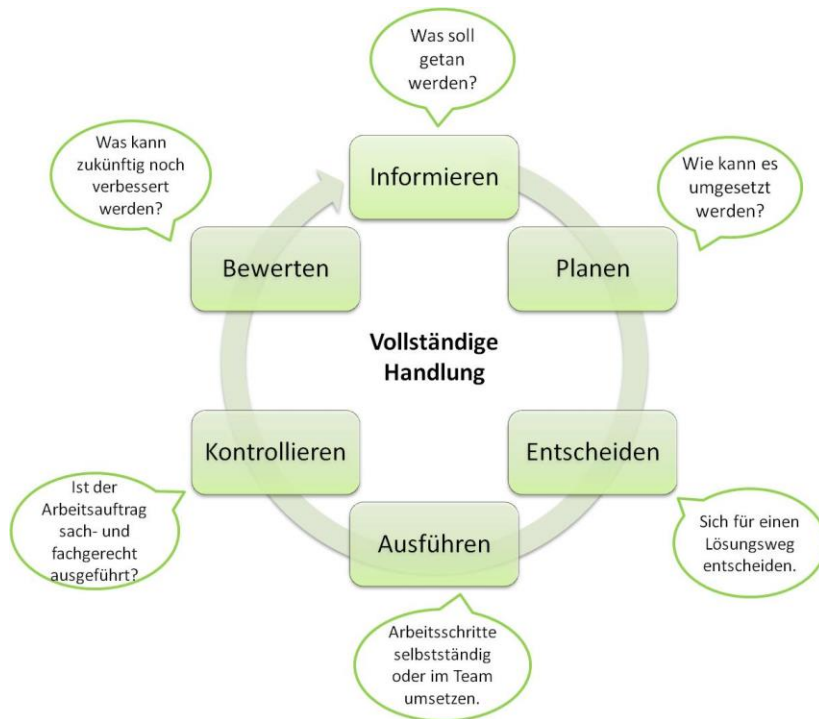 Was soll
getan
werden?
Informieren
Wie kann es
umgesetzt
werden?
Planen
Sich für einen
Lösungsweg
entscheiden.
Entscheiden
Arbeitsschritte
selbstständig
oder im Team
umsetzen.
Ausführen
Ist der
Arbeitsauftrag
sach- und
fachgerecht
ausgeführt?
Kontrollieren
Was kann
zukünftig noch
verbessert
werden?
Bewerten
Vollständige
Handlung